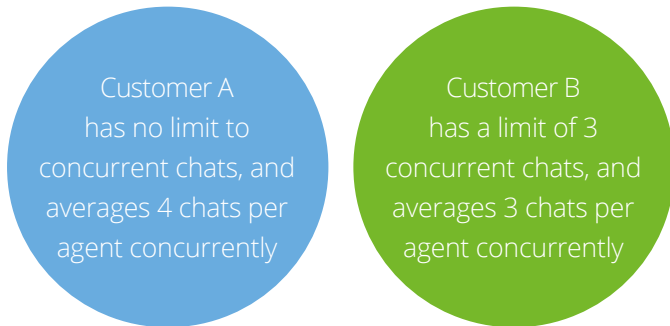 Customer A
has no limit to
concurrent chats, and
averages 4 chats per
agent concurrently
Customer B
has a limit of 3
concurrent chats, and
averages 3 chats per
agent concurrently